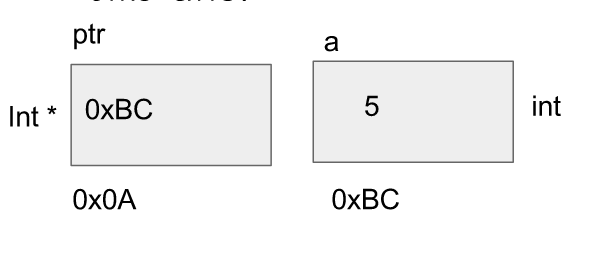 ptr
a
Int *
0xBC
5
int
0x0A
0xBC